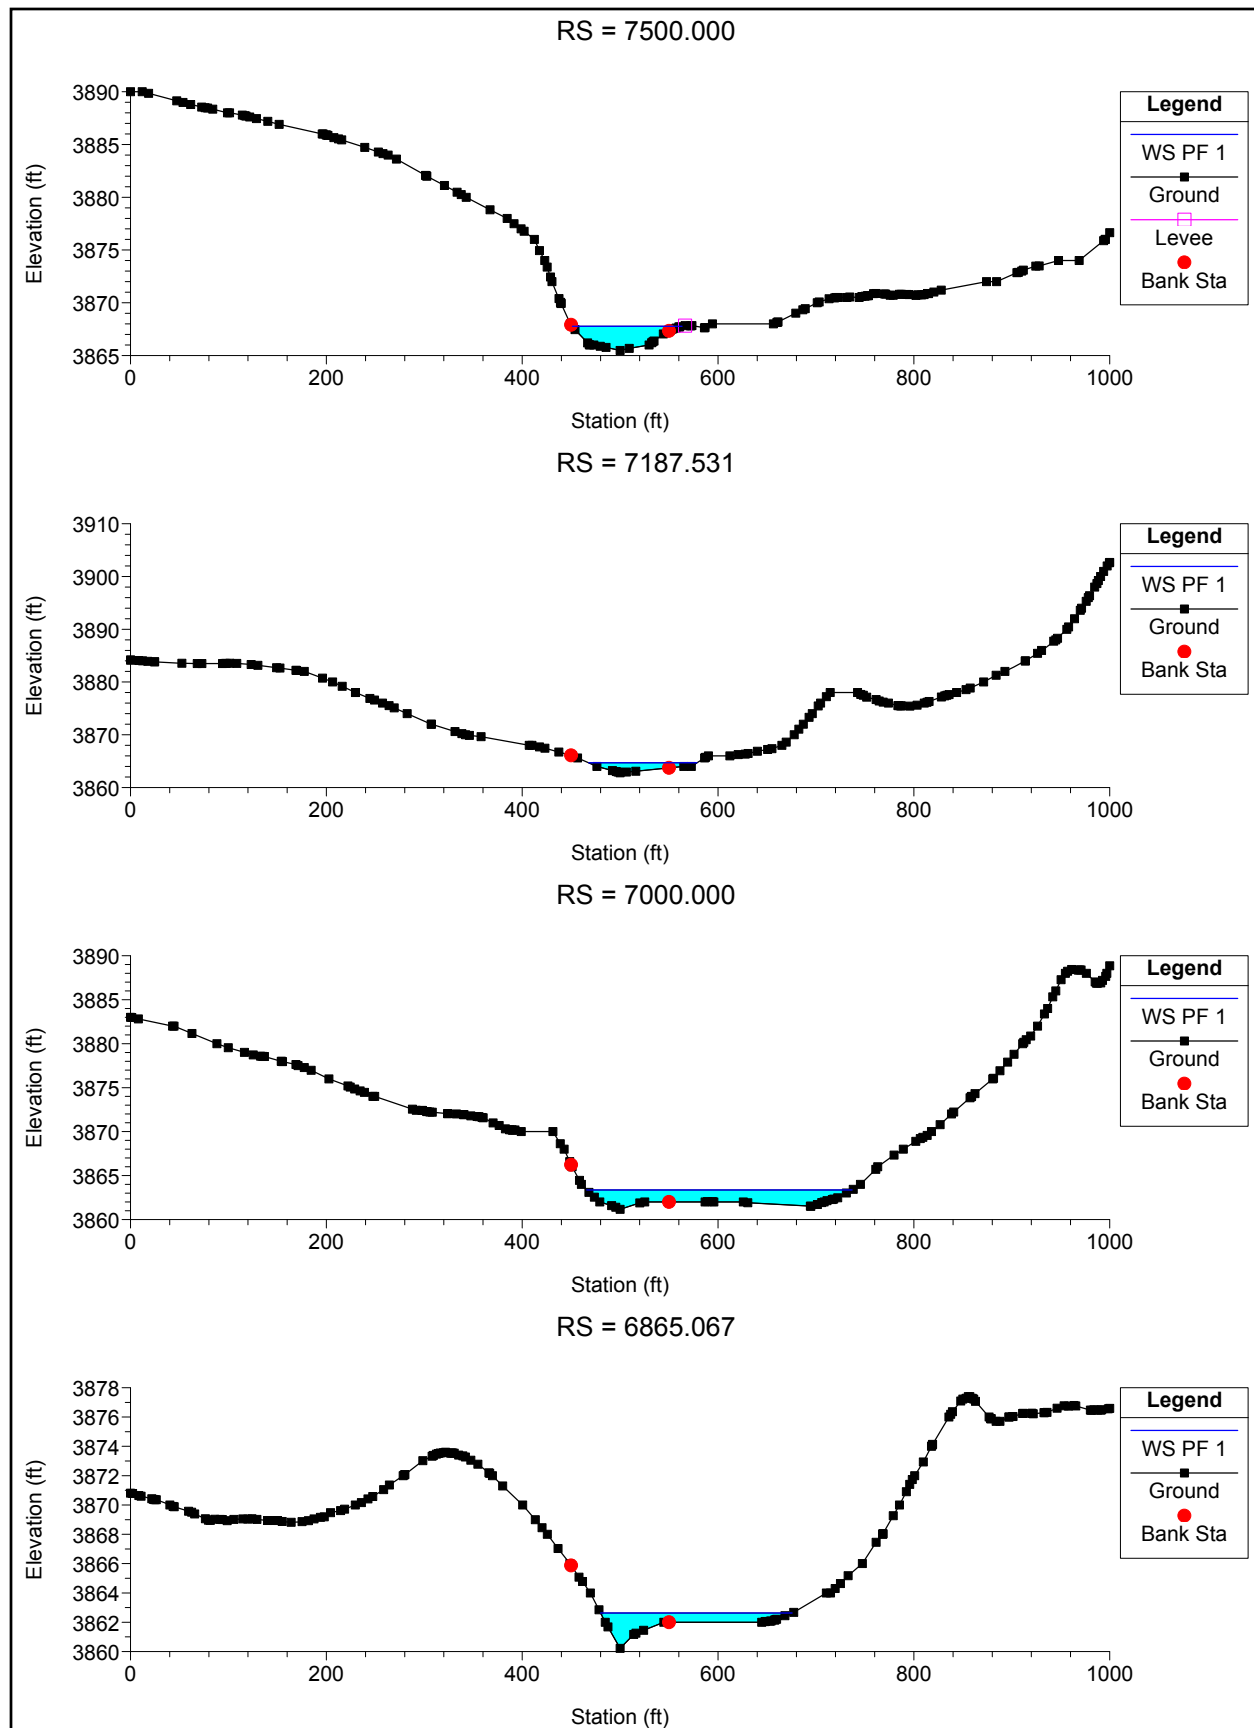 RS = 7500.000
3890
3885
3880
3875
3870
3865
Elevation (ft)
0 200 400 600 800 1000
Station (ft)
Legend
WS PF 1
Ground
Levee
Bank Sta
RS = 7187.531
3910
3900
3890
3880
3870
3860
Elevation (ft)
0 200 400 600 800 1000
Station (ft)
Legend
WS PF 1
Ground
Bank Sta
RS = 7000.000
3890
3885
3880
3875
3870
3865
3860
Elevation (ft)
0 200 400 600 800 1000
Station (ft)
Legend
WS PF 1
Ground
Bank Sta
RS = 6865.067
3878
3876
3874
3872
3870
3868
3866
3864
3862
3860
Elevation (ft)
0 200 400 600 800 1000
Station (ft)
Legend
WS PF 1
Ground
Bank Sta